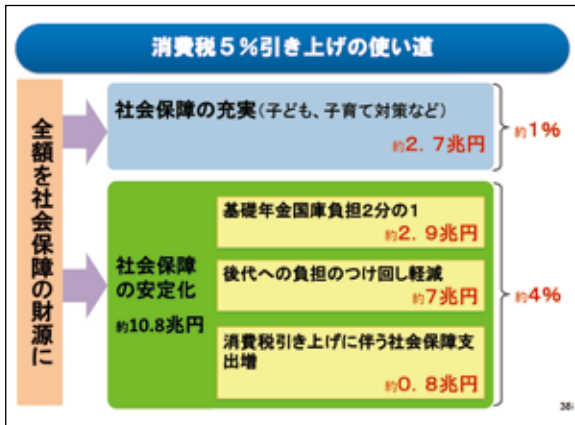 消費税５％引き上げの使い道
全額を社会保障の財源に
社会保障の充実(子ども、子育て対策など)
約２．７兆円
約1%
社会保障
の安定化
約10.8兆円
基礎年金国庫負担2分の1
約２．９兆円
後代への負担のつけ回し軽減
約7兆円
消費税引き上げに伴う社会保障支
出増
約０．８兆円
約4%